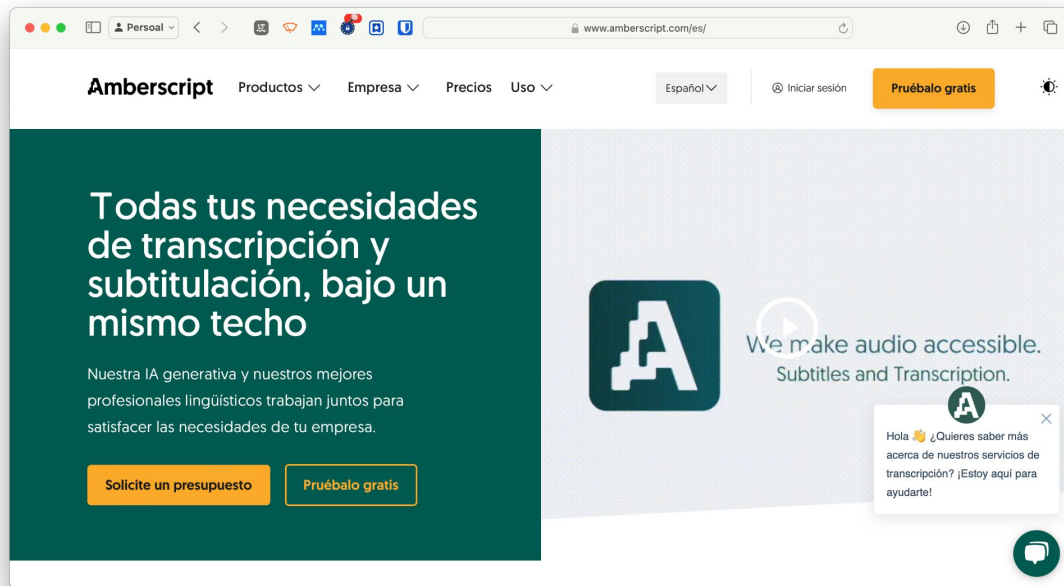 Persoal
www.amberscript.com/es/
Amberscript Productos Empresa Precios Uso Español Iniciar sesión Pruébalo gratis
Todas tus necesidades
de transcripción y
subtitulación, bajo un
mismo techo
Nuestra IA generativa y nuestros mejores
profesionales lingüísticos trabajan juntos para
satisfacer las necesidades de tu empresa.
Solicite un presupuesto Pruébalo gratis
We make audio accessible.
Subtitles and Transcription.
Hola 👋 ¿Quieres saber más
acerca de nuestros servicios de
transcripción? ¡Estoy aquí para
ayudarte!